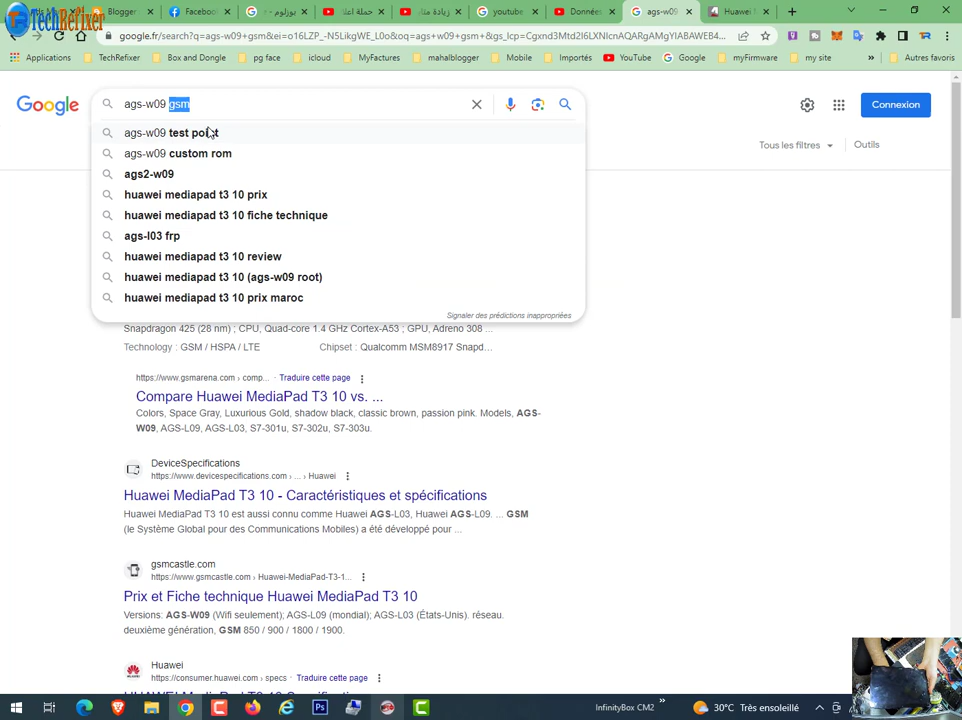 TechRefixer
Blogger
Facebook
بوزلوم - ج
حملة اعلا
زيادة متاب
youtube
Données
ags-w09
Huawei
google.fr/search?q=ags-w09+gsm&ei=o16LZP_-N5LikgWE_L0o&oq=ags-w09+gsm+&gs_lcp=Cgxnd3Mtd2l6LXNlcnAQARgAMgYIABAWEB4...
Applications
TechRefixer
Box and Dongle
pg face
icloud
MyFactures
mahalblogger
Mobile
Importés
YouTube
Google
myFirmware
my site
»
Autres favoris
Google
ags-w09 gsm
Connexion
ags-w09 test point
Tous les filtres
Outils
ags-w09 custom rom
ags2-w09
huawei mediapad t3 10 prix
huawei mediapad t3 10 fiche technique
ags-l03 frp
huawei mediapad t3 10 review
huawei mediapad t3 10 (ags-w09 root)
huawei mediapad t3 10 prix maroc
Signaler des prédictions inappropriées
Snapdragon 425 (28 nm) ; CPU, Quad-core 1.4 GHz Cortex-A53 ; GPU, Adreno 308 ...
Technology : GSM / HSPA / LTE
Chipset : Qualcomm MSM8917 Snapd...
https://www.gsmarena.com › comp... · Traduire cette page
Compare Huawei MediaPad T3 10 vs. ...
Colors, Space Gray, Luxurious Gold, shadow black, classic brown, passion pink. Models, AGS-
W09, AGS-L09, AGS-L03, S7-301u, S7-302u, S7-303u.
DeviceSpecifications
https://www.devicespecifications.com › ... › Huawei
Huawei MediaPad T3 10 - Caractéristiques et spécifications
Huawei MediaPad T3 10 est aussi connu comme Huawei AGS-L03, Huawei AGS-L09. ... GSM
(le Système Global pour des Communications Mobiles) a été développé pour ...
gsmcastle.com
https://www.gsmcastle.com › Huawei-MediaPad-T3-1...
Prix et Fiche technique Huawei MediaPad T3 10
Versions: AGS-W09 (Wifi seulement); AGS-L09 (mondial); AGS-L03 (États-Unis). réseau.
deuxième génération, GSM 850 / 900 / 1800 / 1900.
Huawei
https://consumer.huawei.com › specs · Traduire cette page
InfinityBox CM2
»
30°C Très ensoleillé